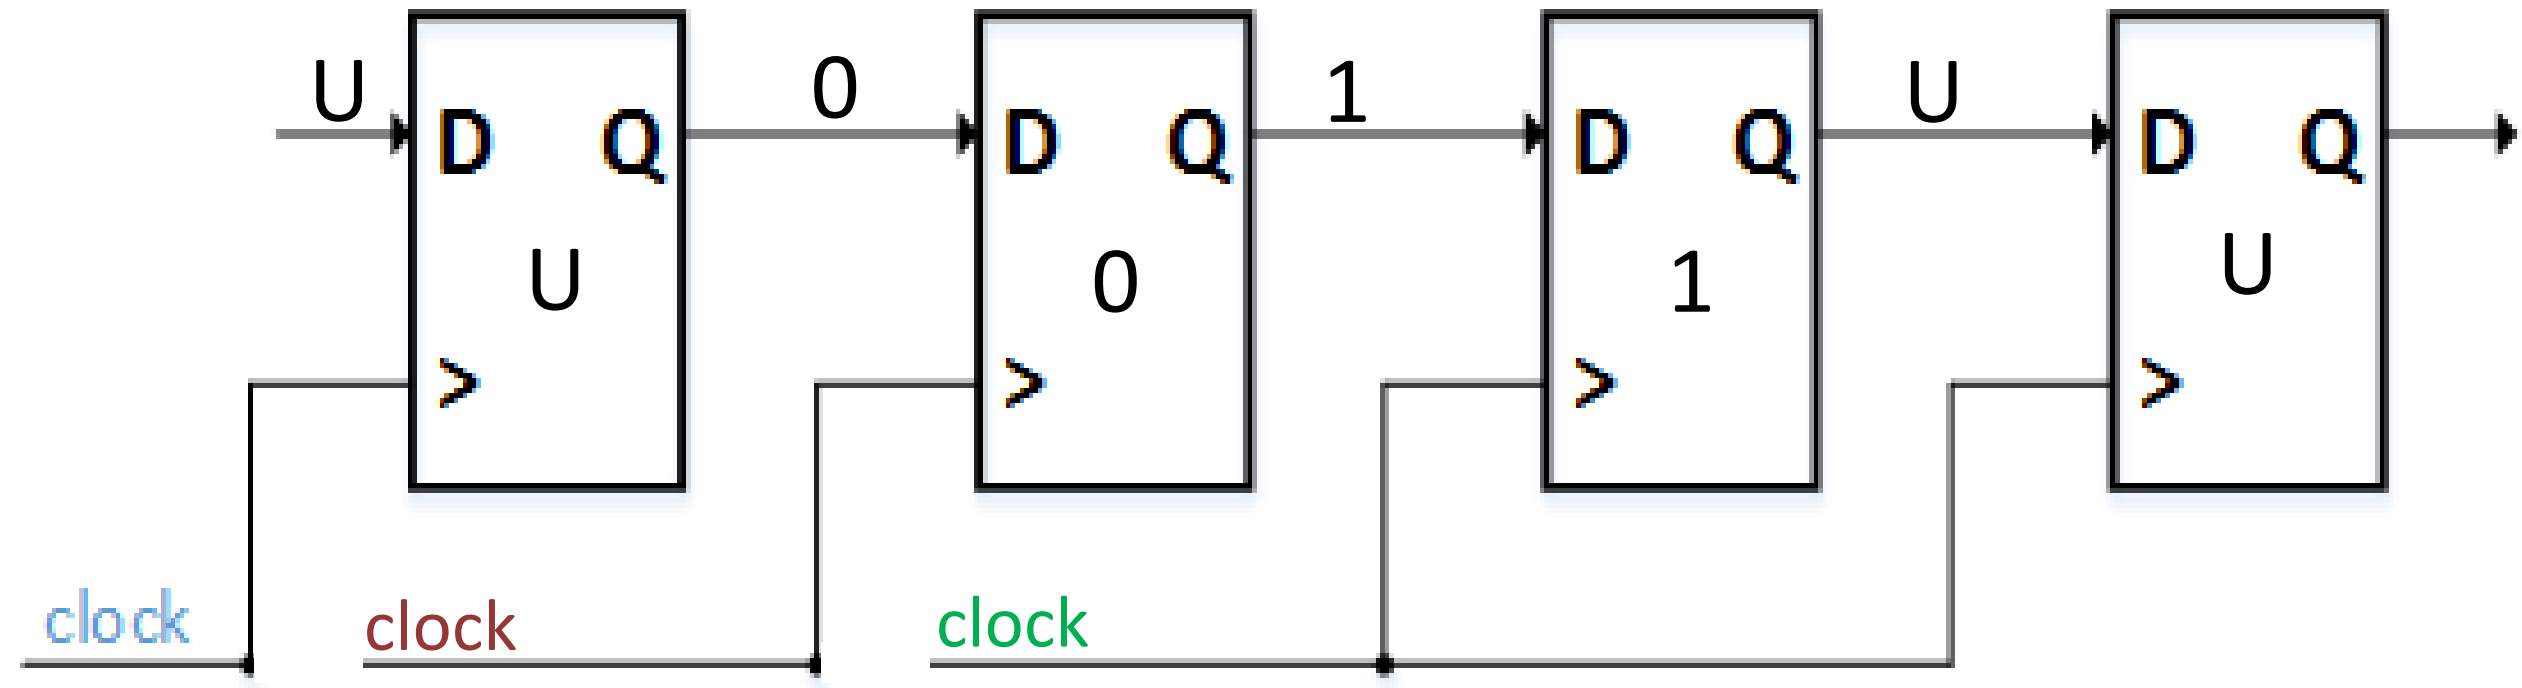 U 0 1 U
D Q D Q D Q D Q
U 0 1 U
> > > >
clock clock clock